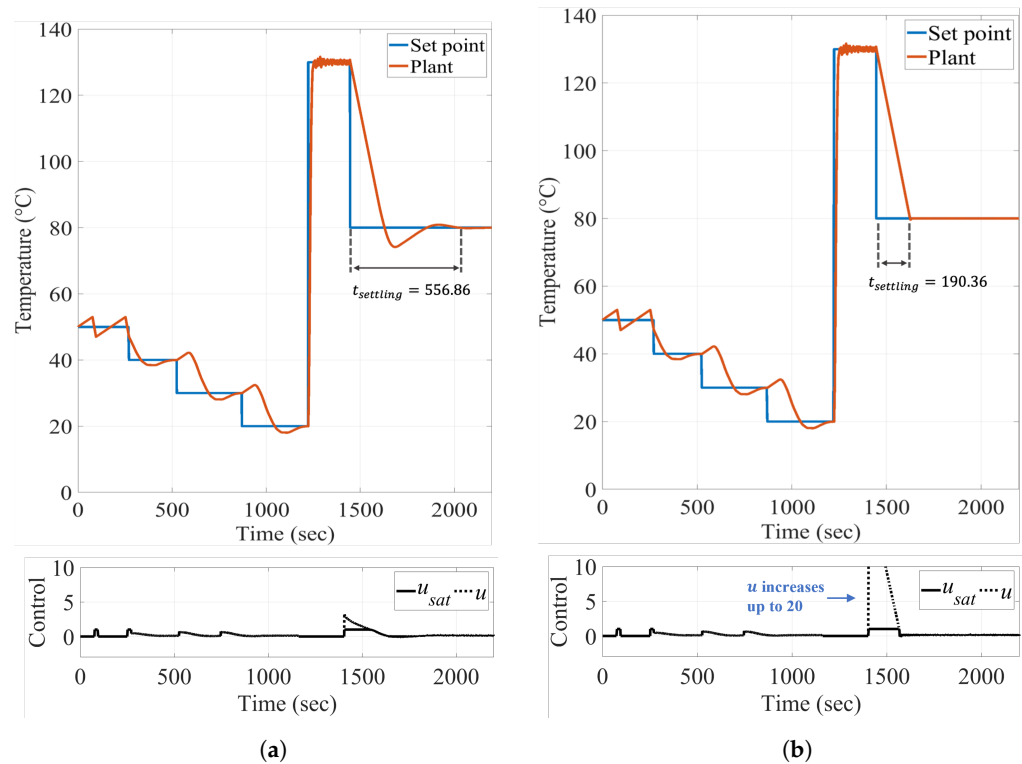 140
120
100
80
60
40
20
0
Temperature (°C)
Set point
Plant
t_settling = 556.86
0 500 1000 1500 2000
Time (sec)
10
5
0
Control
u_sat u
0 500 1000 1500 2000
Time (sec)
(a)
140
120
100
80
60
40
20
0
Temperature (°C)
Set point
Plant
t_settling = 190.36
0 500 1000 1500 2000
Time (sec)
10
5
0
Control
u increases
up to 20
u_sat u
0 500 1000 1500 2000
Time (sec)
(b)